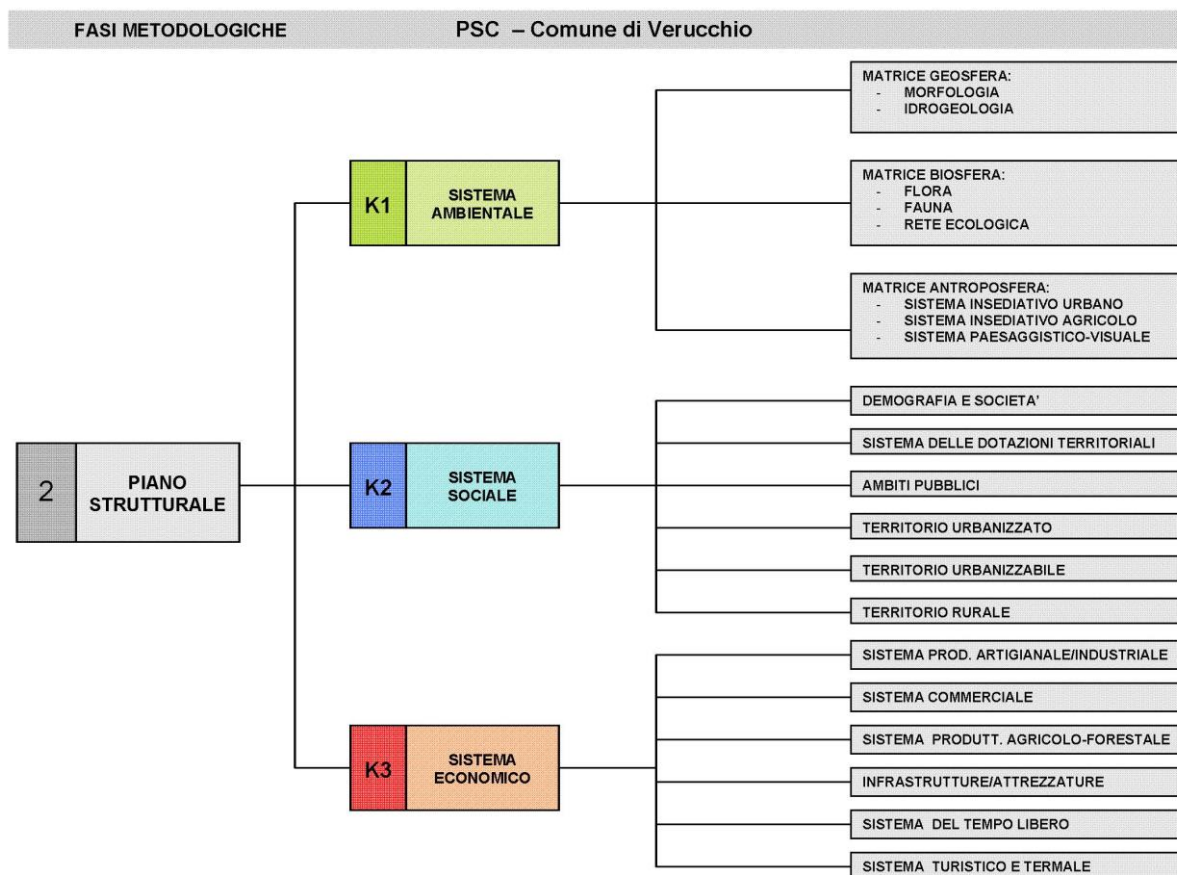 FASI METODOLOGICHE
PSC – Comune di Verucchio
2
PIANO
STRUTTURALE
K1
SISTEMA
AMBIENTALE
MATRICE GEOSFERA:
- MORFOLOGIA
- IDROGEOLOGIA
MATRICE BIOSFERA:
- FLORA
- FAUNA
- RETE ECOLOGICA
MATRICE ANTROPOSFERA:
- SISTEMA INSEDIATIVO URBANO
- SISTEMA INSEDIATIVO AGRICOLO
- SISTEMA PAESAGGISTICO-VISUALE
K2
SISTEMA
SOCIALE
DEMOGRAFIA E SOCIETA’
SISTEMA DELLE DOTAZIONI TERRITORIALI
AMBITI PUBBLICI
TERRITORIO URBANIZZATO
TERRITORIO URBANIZZABILE
TERRITORIO RURALE
K3
SISTEMA
ECONOMICO
SISTEMA PROD. ARTIGIANALE/INDUSTRIALE
SISTEMA COMMERCIALE
SISTEMA PRODUTT. AGRICOLO-FORESTALE
INFRASTRUTTURE/ATTREZZATURE
SISTEMA DEL TEMPO LIBERO
SISTEMA TURISTICO E TERMALE